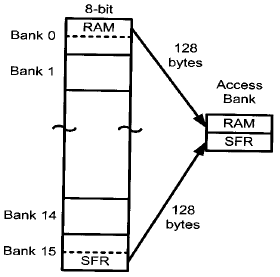 8-bit
Bank 0
RAM
Bank 1
128
bytes
Access
Bank
RAM
SFR
Bank 14
128
bytes
Bank 15
SFR